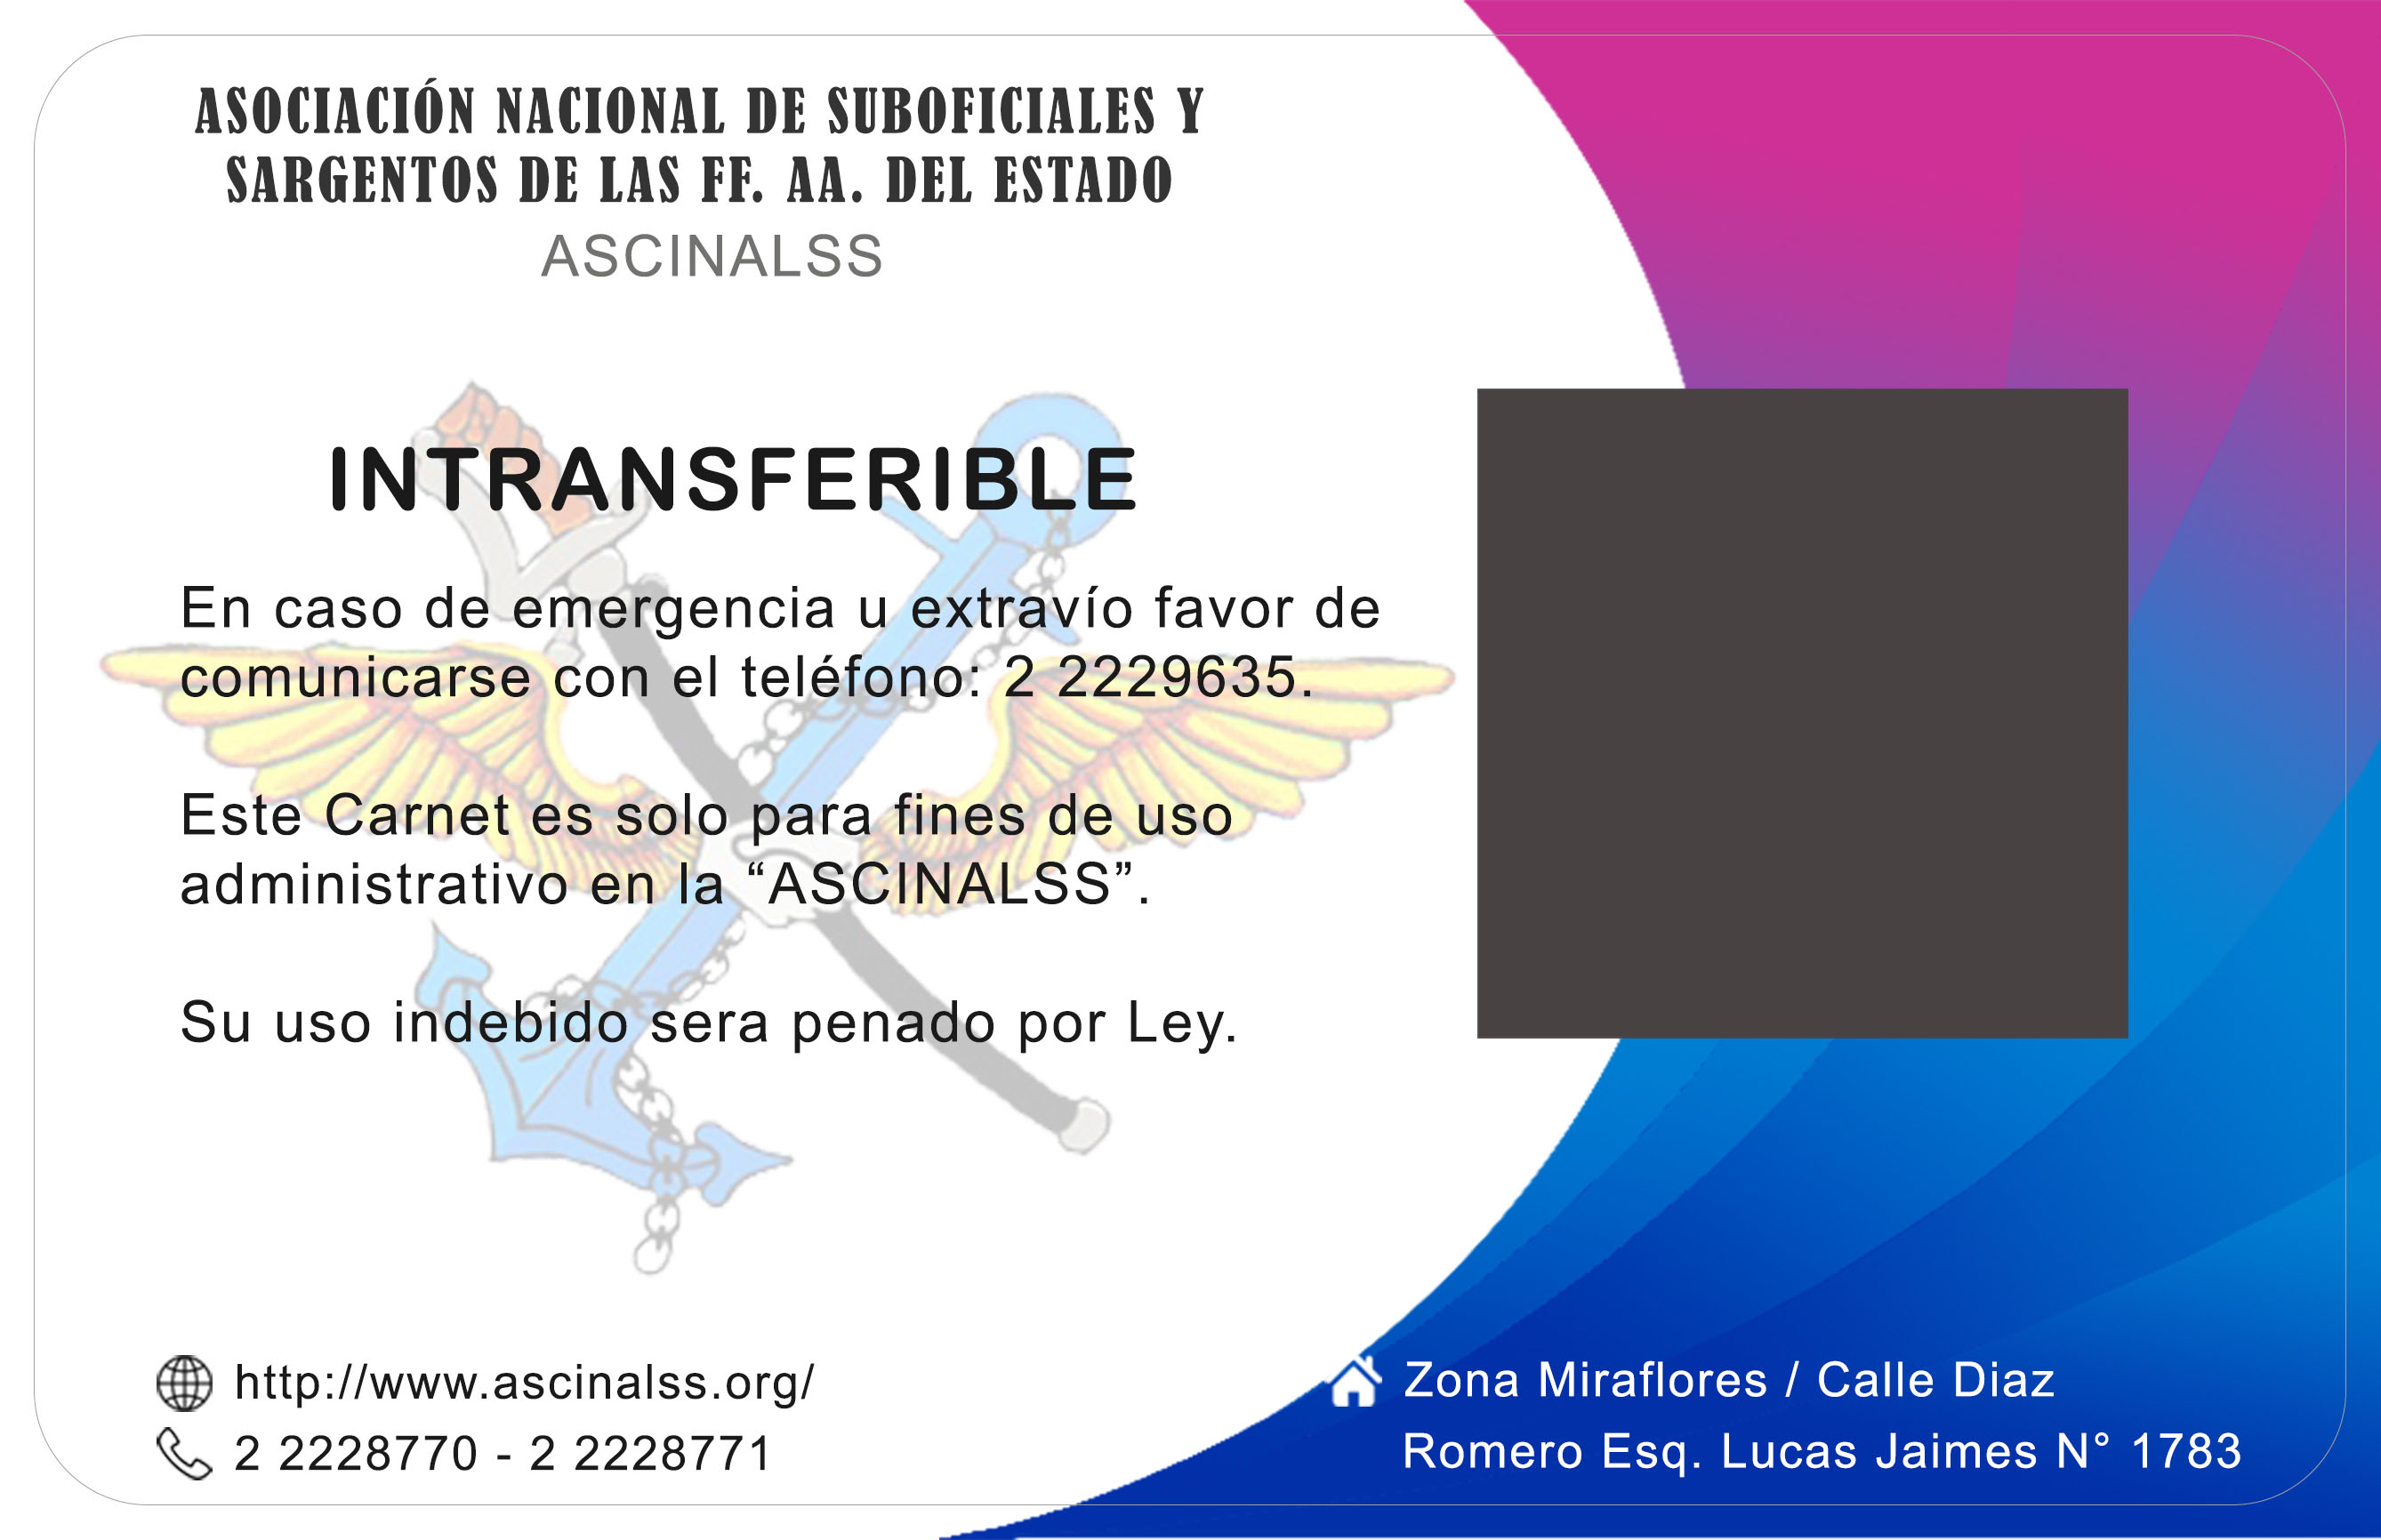 ASOCIACIÓN NACIONAL DE SUBOFICIALES Y
SARGENTOS DE LAS FF. AA. DEL ESTADO
ASCINALSS
INTRANSFERIBLE
En caso de emergencia u extravío favor de
comunicarse con el teléfono: 2 2229635.
Este Carnet es solo para fines de uso
administrativo en la “ASCINALSS”.
Su uso indebido sera penado por Ley.
http://www.ascinalss.org/
2 2228770 - 2 2228771
Zona Miraflores / Calle Diaz
Romero Esq. Lucas Jaimes N° 1783